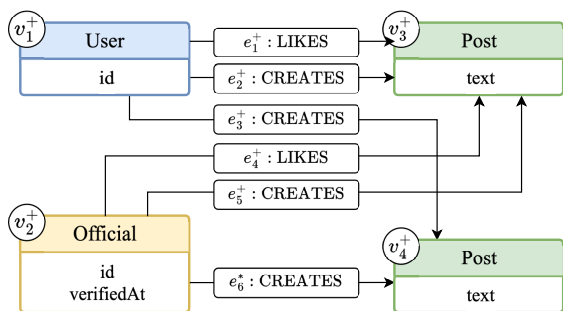 v₁⁺ User e₁⁺ : LIKES v₃⁺ Post
id e₂⁺ : CREATES text
e₃⁺ : CREATES
e₄⁺ : LIKES
e₅⁺ : CREATES
v₂⁺ Official v₄⁺ Post
id
verifiedAt e₆* : CREATES text